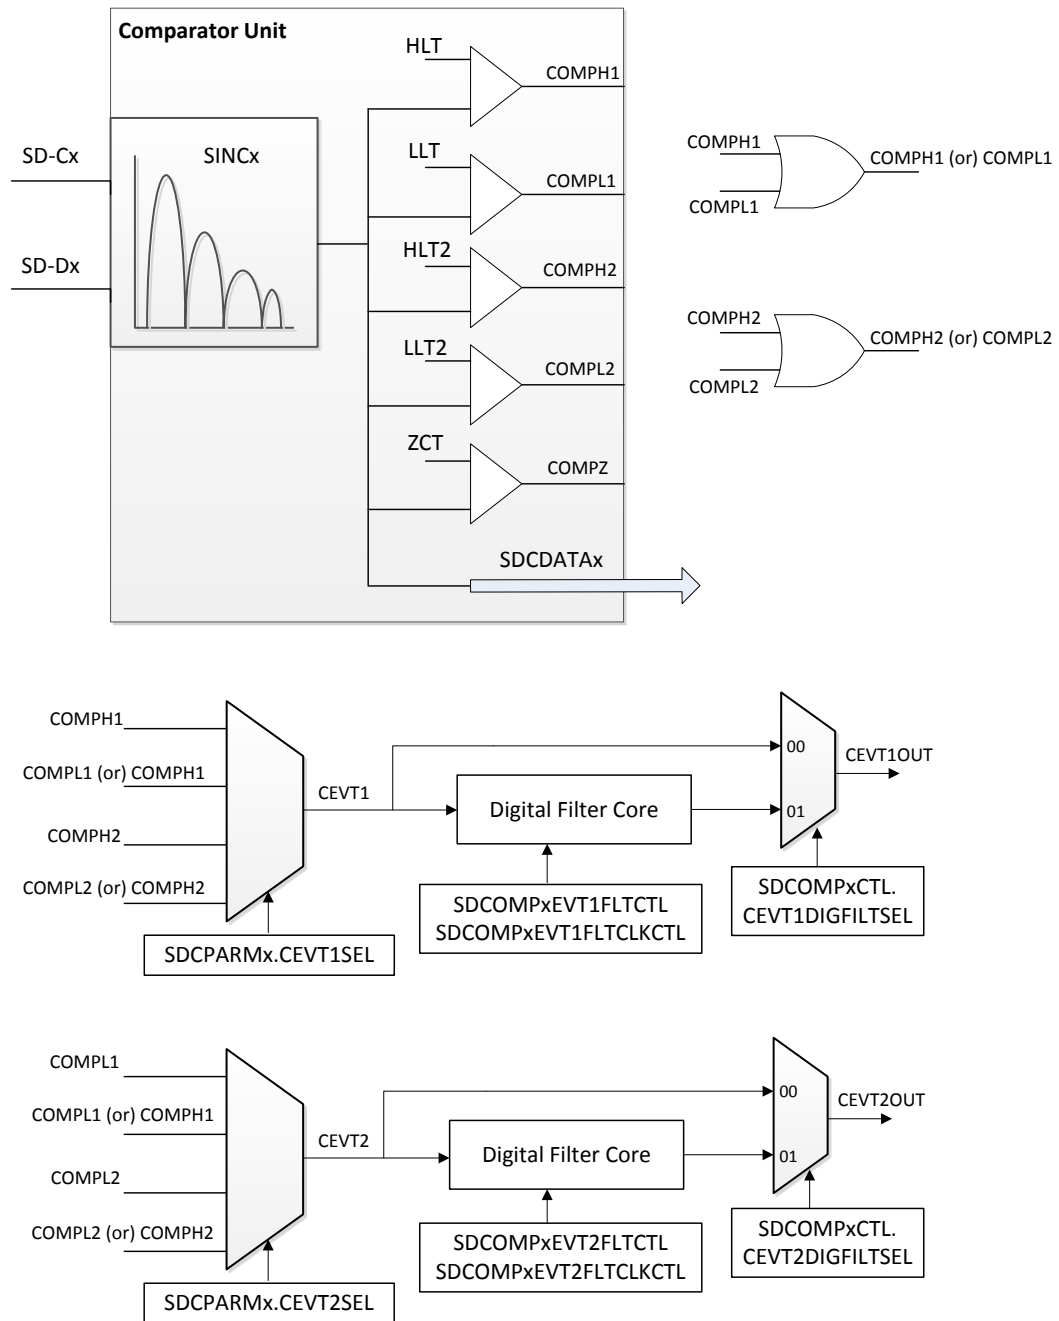 Comparator Unit
HLT
COMPH1
SD-Cx
SINCx
LLT
COMPL1
COMPH1
COMPL1
COMPH1 (or) COMPL1
SD-Dx
HLT2
COMPH2
LLT2
COMPL2
COMPH2
COMPL2
COMPH2 (or) COMPL2
ZCT
COMPZ
SDCDATAx
COMPH1
COMPL1 (or) COMPH1
COMPH2
COMPL2 (or) COMPH2
CEVT1
Digital Filter Core
00
01
CEVT1OUT
SDCPARMx.CEVT1SEL
SDCOMPxEVT1FLTCTL
SDCOMPxEVT1FLTCLKCTL
SDCOMPxCTL.
CEVT1DIGFILTSEL
COMPL1
COMPL1 (or) COMPH1
COMPL2
COMPL2 (or) COMPH2
CEVT2
Digital Filter Core
00
01
CEVT2OUT
SDCPARMx.CEVT2SEL
SDCOMPxEVT2FLTCTL
SDCOMPxEVT2FLTCLKCTL
SDCOMPxCTL.
CEVT2DIGFILTSEL